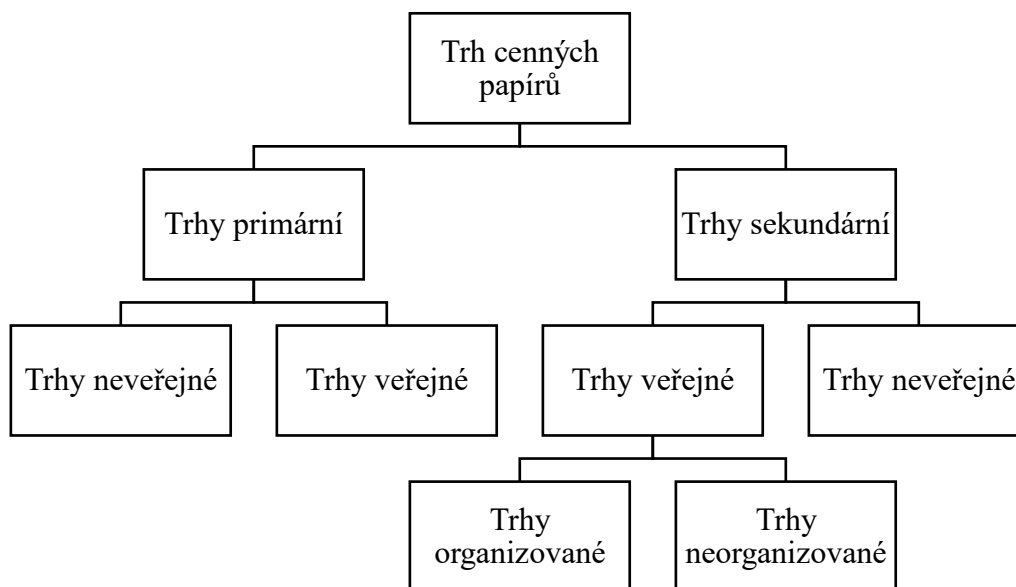 Trh cenných
papírů
Trhy primární
Trhy sekundární
Trhy neveřejné
Trhy veřejné
Trhy veřejné
Trhy neveřejné
Trhy
organizované
Trhy
neorganizované